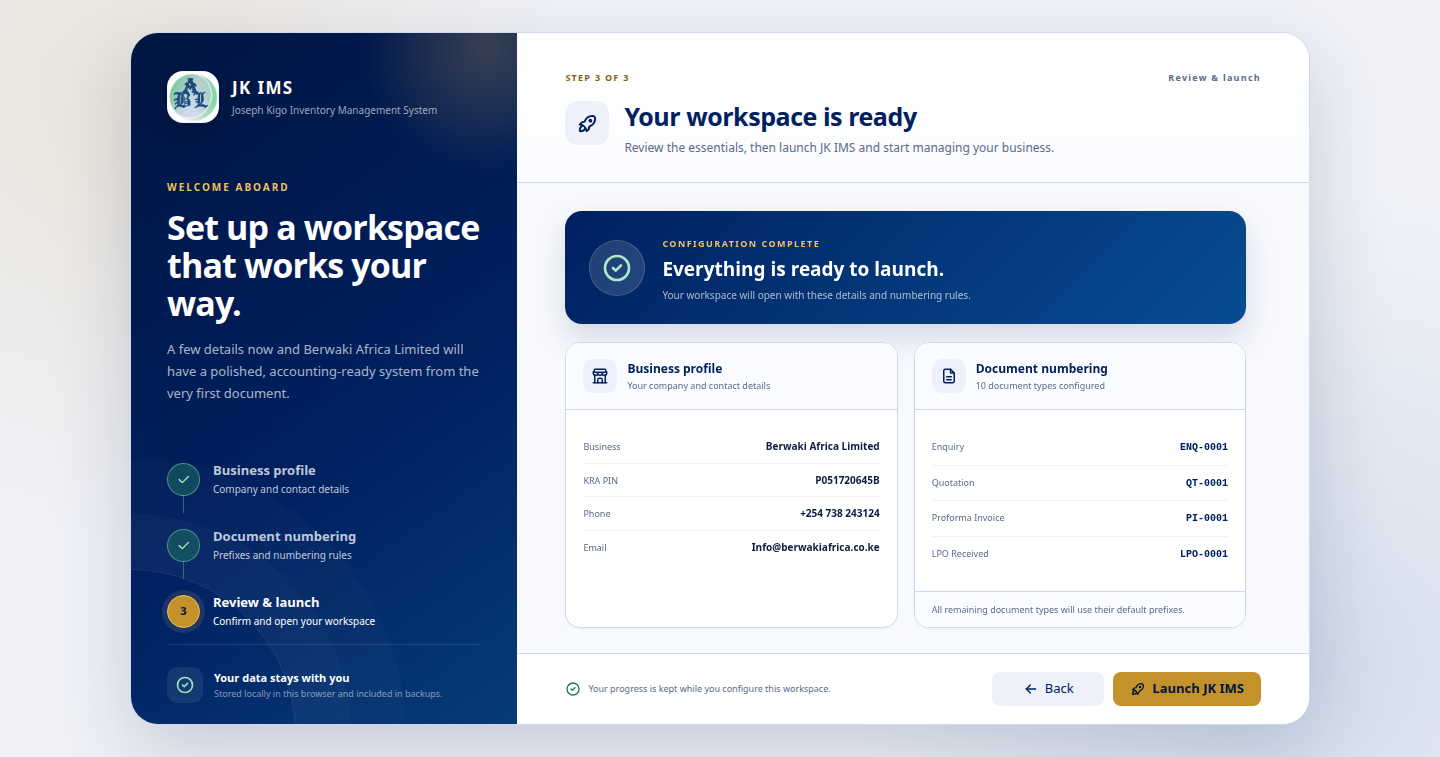 JK IMS
Joseph Kigo Inventory Management System
WELCOME ABOARD
Set up a workspace
that works your
way.
A few details now and Berwaki Africa Limited will
have a polished, accounting-ready system from the
very first document.
Business profile
Company and contact details
Document numbering
Prefixes and numbering rules
3
Review & launch
Confirm and open your workspace
Your data stays with you
Stored locally in this browser and included in backups.
STEP 3 OF 3
Review & launch
Your workspace is ready
Review the essentials, then launch JK IMS and start managing your business.
CONFIGURATION COMPLETE
Everything is ready to launch.
Your workspace will open with these details and numbering rules.
Business profile
Your company and contact details
Business Berwaki Africa Limited
KRA PIN P051720645B
Phone +254 738 243124
Email Info@berwakiafrica.co.ke
Document numbering
10 document types configured
Enquiry ENQ-0001
Quotation QT-0001
Proforma Invoice PI-0001
LPO Received LPO-0001
All remaining document types will use their default prefixes.
Your progress is kept while you configure this workspace.
Back
Launch JK IMS